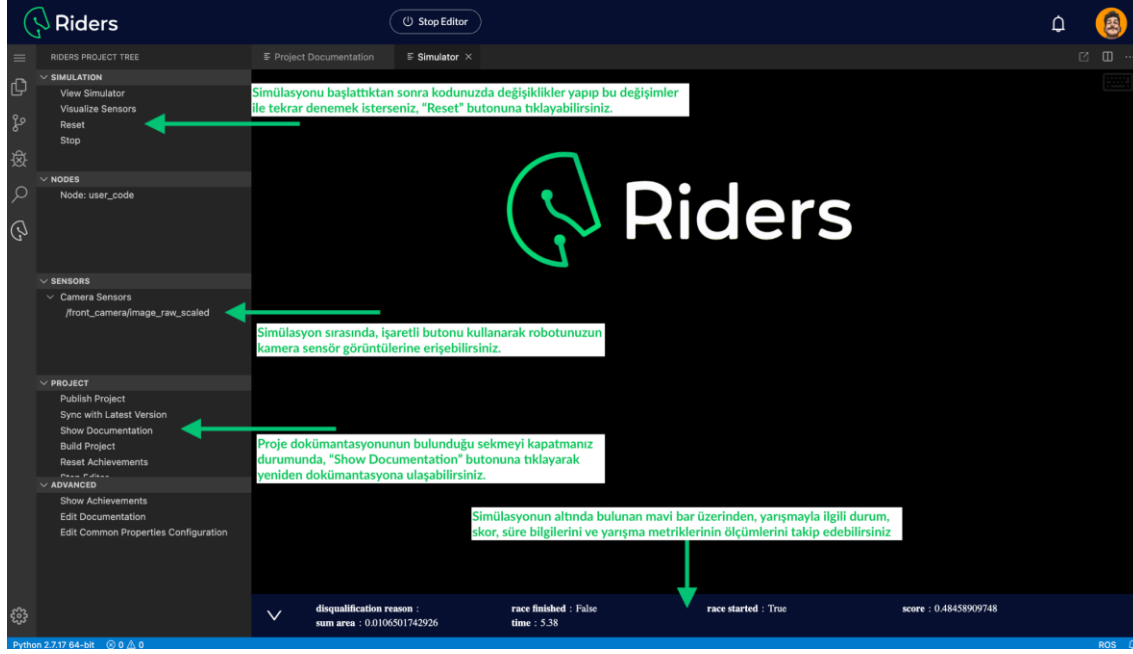 Riders
Stop Editor
RIDERS PROJECT TREE
Project Documentation
Simulator
SIMULATION
View Simulator
Visualize Sensors
Reset
Stop
Simülasyonu başlattıktan sonra kodunuzda değişiklikler yapıp bu değişimler
ile tekrar denemek isterseniz, “Reset” butonuna tıklayabilirsiniz.
NODES
Node: user_code
Riders
SENSORS
Camera Sensors
/front_camera/image_raw_scaled
Simülasyon sırasında, işaretli butonu kullanarak robotunuzun
kamera sensör görüntülerine erişebilirsiniz.
PROJECT
Publish Project
Sync with Latest Version
Show Documentation
Build Project
Reset Achievements
Stop Editor
Proje dokümantasyonunun bulunduğu sekmeyi kapatmanız
durumunda, “Show Documentation” butonuna tıklayarak
yeniden dokümantasyona ulaşabilirsiniz.
ADVANCED
Show Achievements
Edit Documentation
Edit Common Properties Configuration
Simülasyonun altında bulunan mavi bar üzerinden, yarışmayla ilgili durum,
skor, süre bilgilerini ve yarışma metriklerinin ölçümlerini takip edebilirsiniz
disqualification reason : race finished : False race started : True score : 0.48458909748
sum area : 0.0106501742926 time : 5.38
Python 2.7.17 64-bit 0 0 ROS